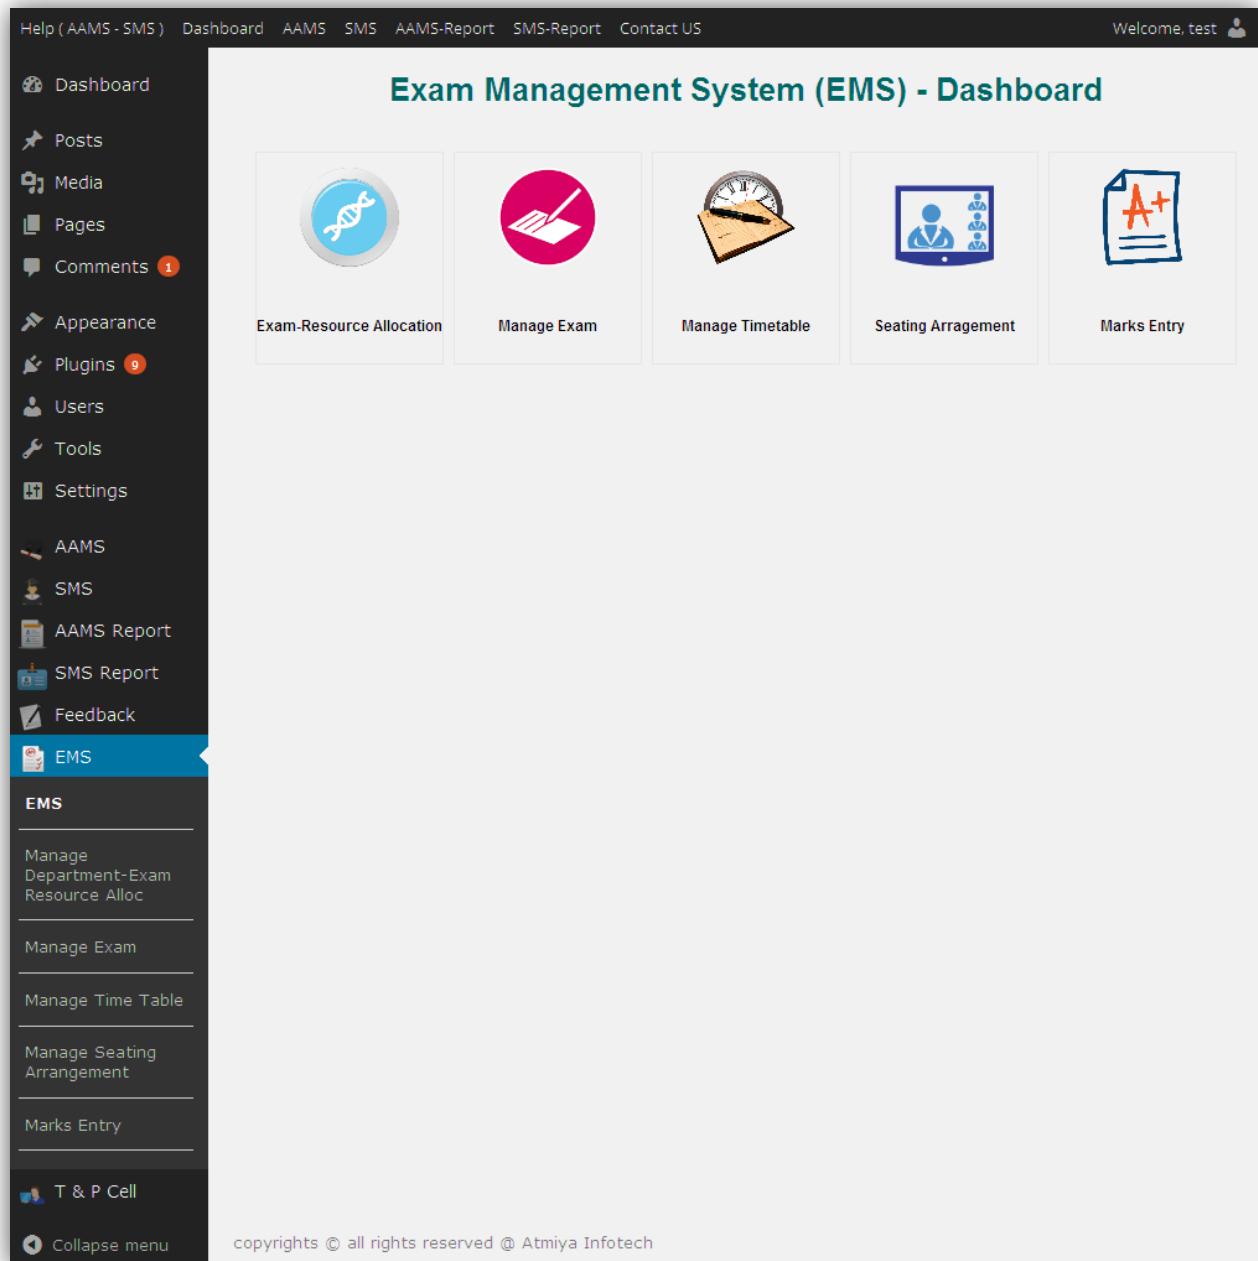 Help ( AAMS - SMS ) Dashboard AAMS SMS AAMS-Report SMS-Report Contact US Welcome, test
Dashboard
Posts
Media
Pages
Comments 1
Appearance
Plugins 9
Users
Tools
Settings
AAMS
SMS
AAMS Report
SMS Report
Feedback
EMS
EMS
Manage
Department-Exam
Resource Alloc
Manage Exam
Manage Time Table
Manage Seating
Arrangement
Marks Entry
T & P Cell
Collapse menu
Exam Management System (EMS) - Dashboard
A+
Exam-Resource Allocation
Manage Exam
Manage Timetable
Seating Arragement
Marks Entry
copyrights © all rights reserved @ Atmiya Infotech